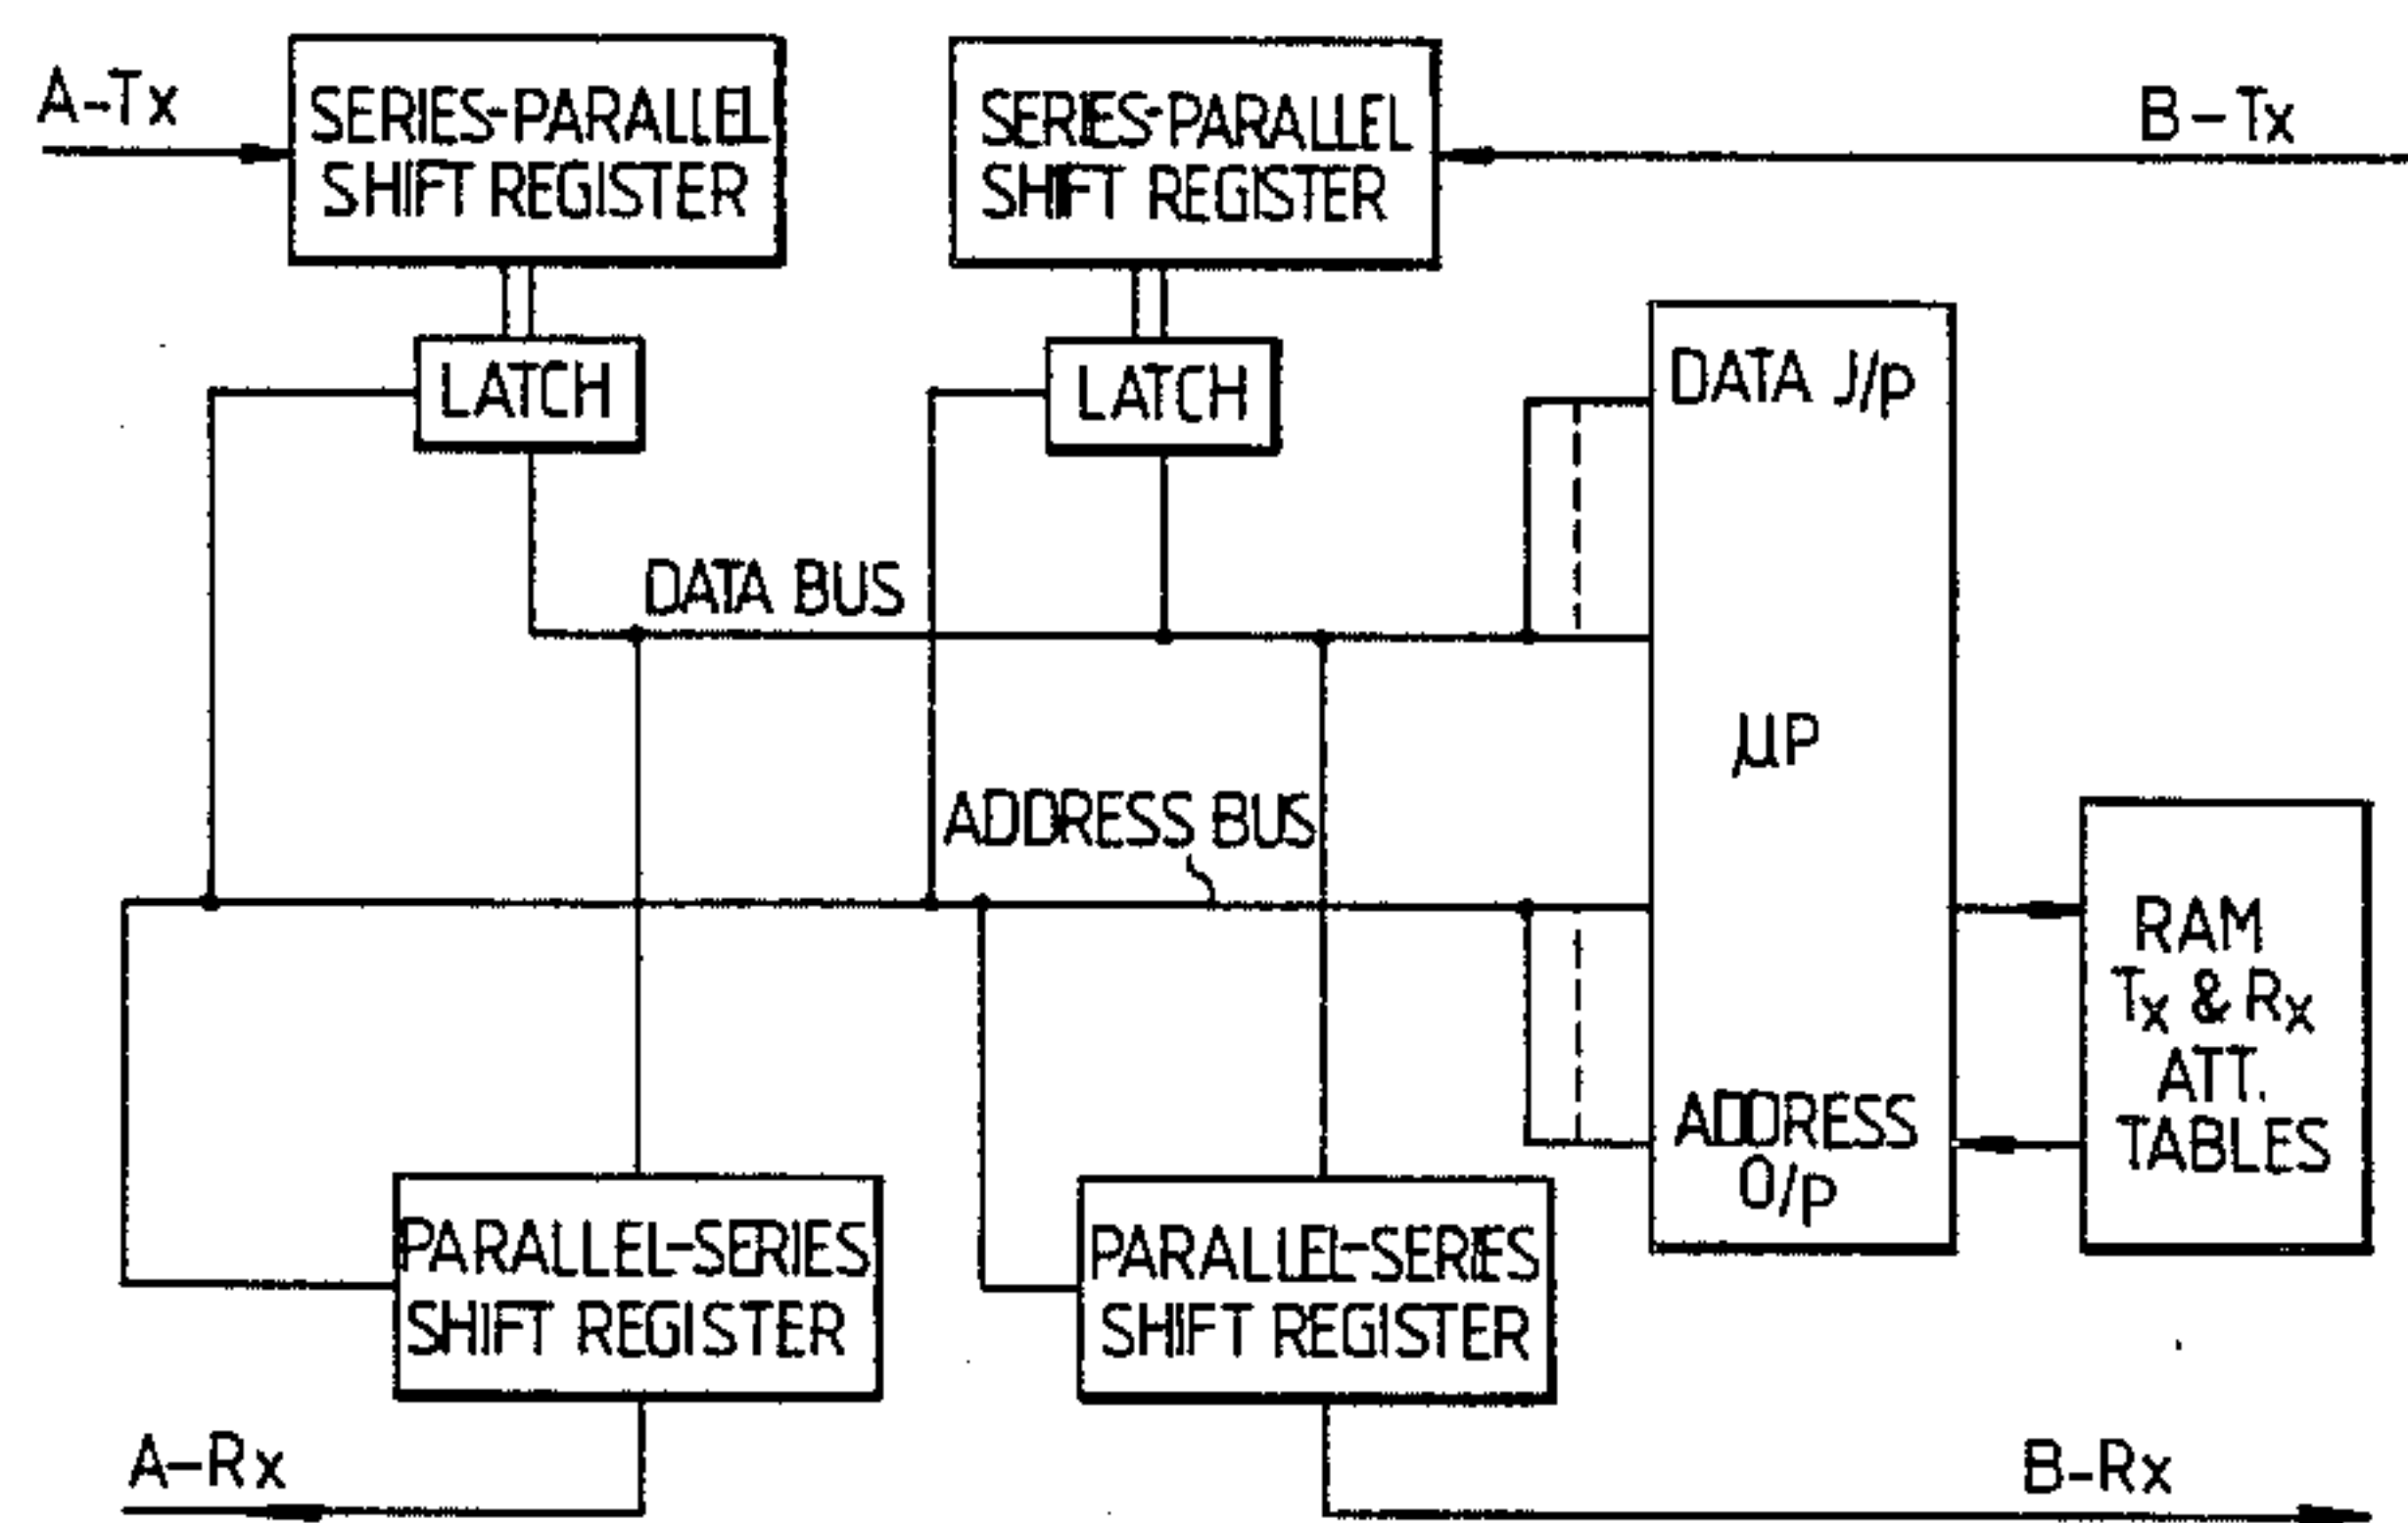 A-Tx
SERIES-PARALLEL
SHIFT REGISTER
SERIES-PARALLEL
SHIFT REGISTER
B-Tx
LATCH
LATCH
DATA J/p
DATA BUS
μP
ADDRESS BUS
RAM
Tx & Rx
ATT.
TABLES
ADDRESS
O/p
PARALLEL-SERIES
SHIFT REGISTER
PARALLEL-SERIES
SHIFT REGISTER
A-Rx
B-Rx